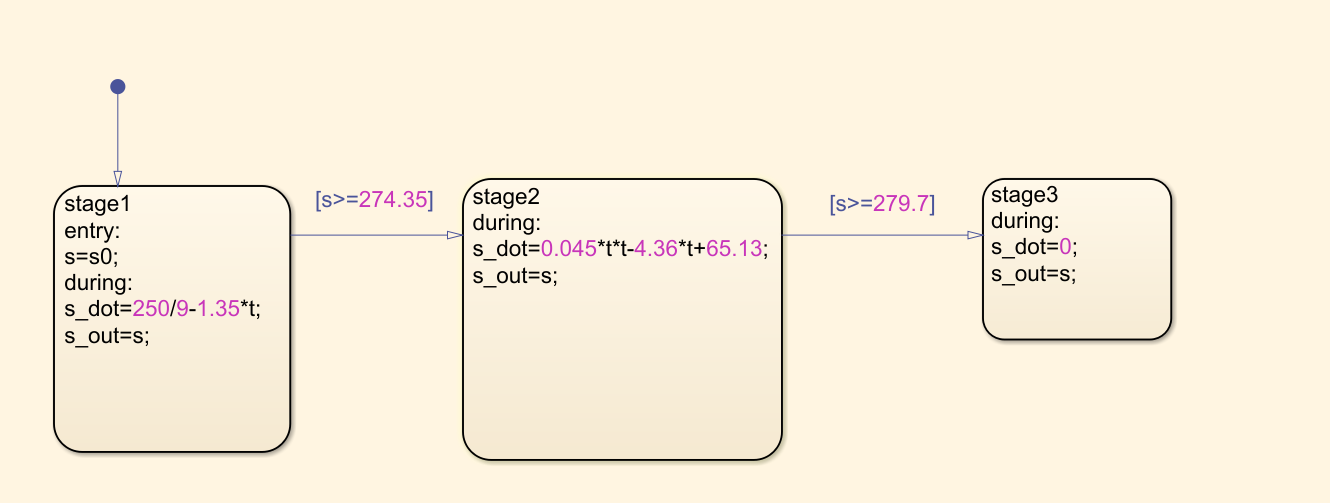 stage1
entry:
s=s0;
during:
s_dot=250/9-1.35*t;
s_out=s;
[s>=274.35]
stage2
during:
s_dot=0.045*t*t-4.36*t+65.13;
s_out=s;
[s>=279.7]
stage3
during:
s_dot=0;
s_out=s;